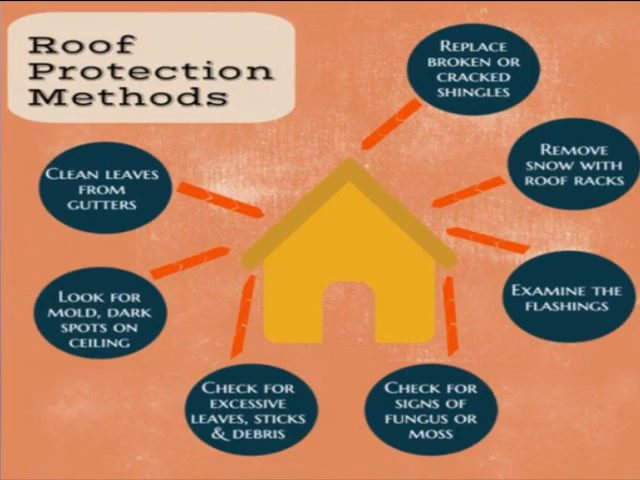 Roof
Protection
Methods
Replace
broken or
cracked
shingles
Clean leaves
from
gutters
Remove
snow with
roof racks
Look for
mold, dark
spots on
ceiling
Examine the
flashings
Check for
excessive
leaves, sticks
& debris
Check for
signs of
fungus or
moss